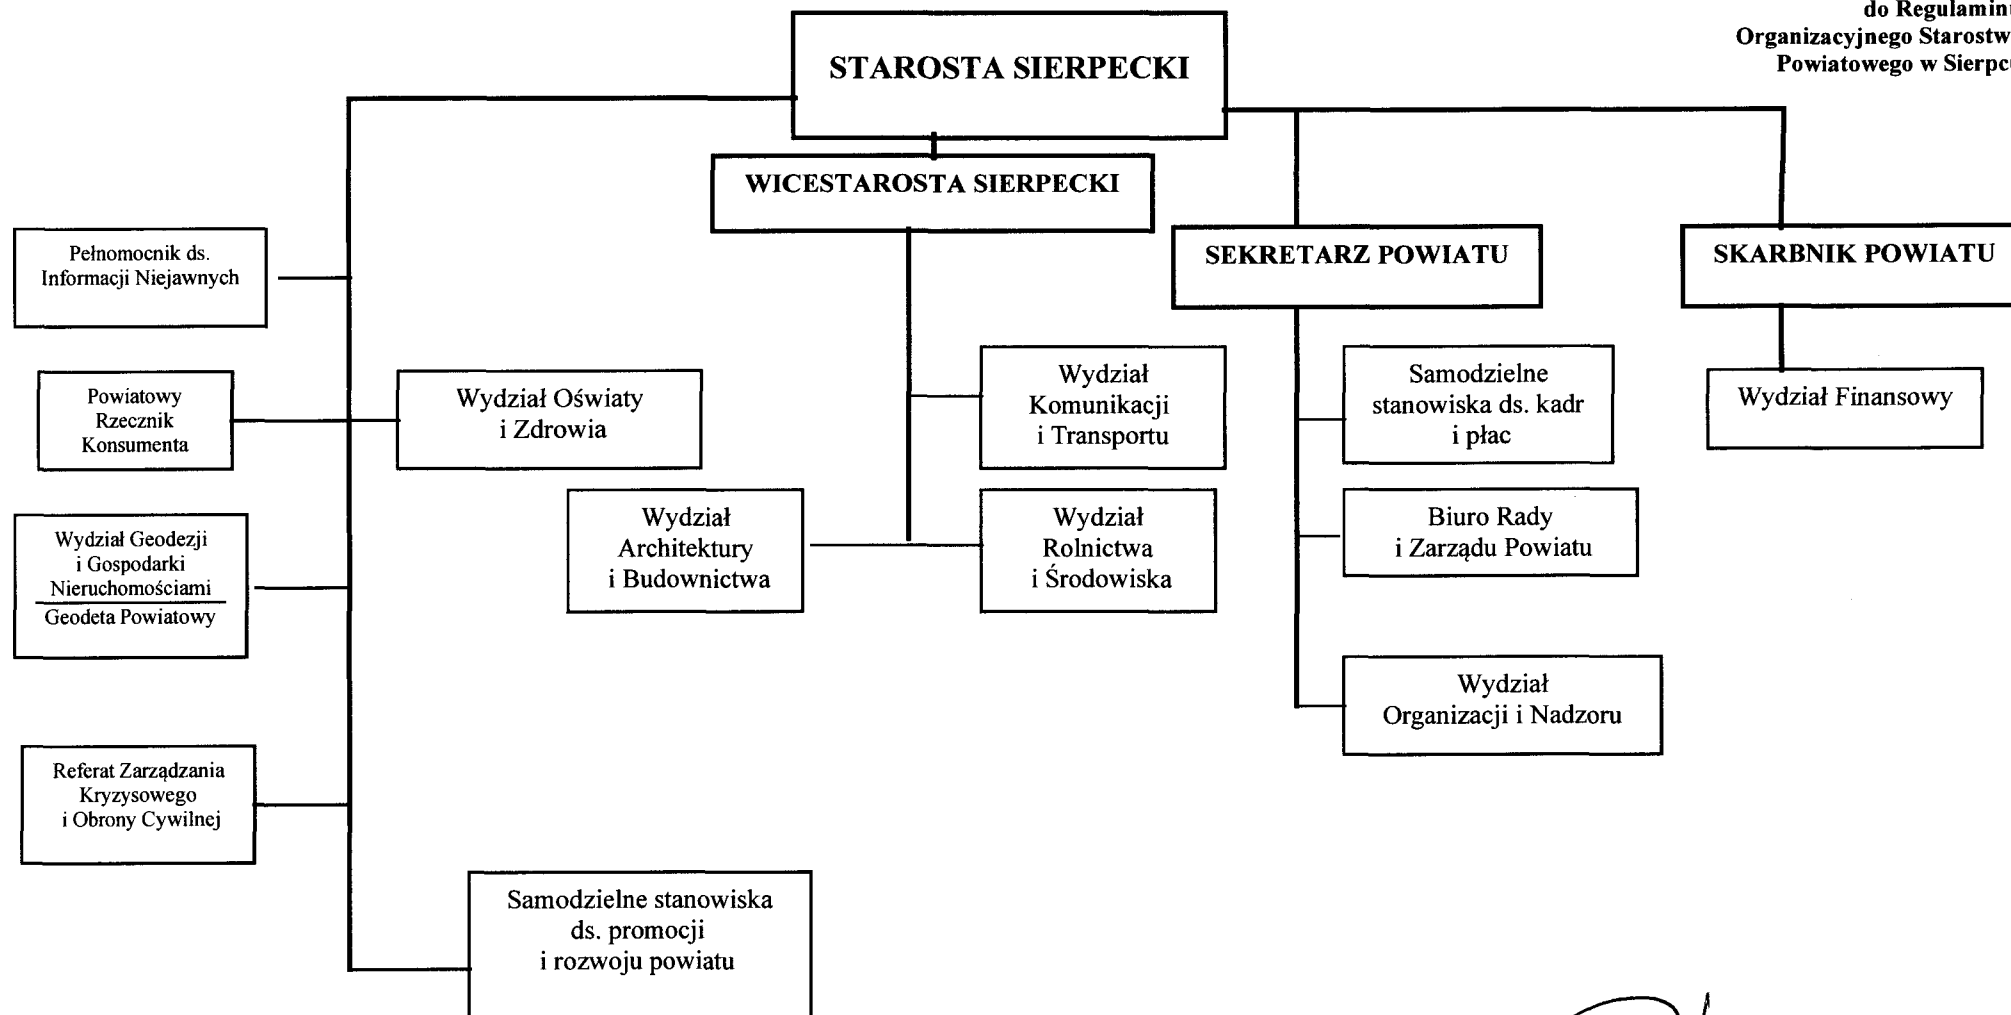 do Regulamin
Organizacyjnego Starostw
Powiatowego w Sierpc
STAROSTA SIERPECKI
WICESTAROSTA SIERPECKI
SEKRETARZ POWIATU
SKARBNIK POWIATU
Pełnomocnik ds.
Informacji Niejawnych
Powiatowy
Rzecznik
Konsumenta
Wydział Oświaty
i Zdrowia
Wydział
Komunikacji
i Transportu
Samodzielne
stanowiska ds. kadr
i płac
Wydział Finansowy
Wydział Geodezji
i Gospodarki
Nieruchomościami
Geodeta Powiatowy
Wydział
Architektury
i Budownictwa
Wydział
Rolnictwa
i Środowiska
Biuro Rady
i Zarządu Powiatu
Wydział
Organizacji i Nadzoru
Referat Zarządzania
Kryzysowego
i Obrony Cywilnej
Samodzielne stanowiska
ds. promocji
i rozwoju powiatu